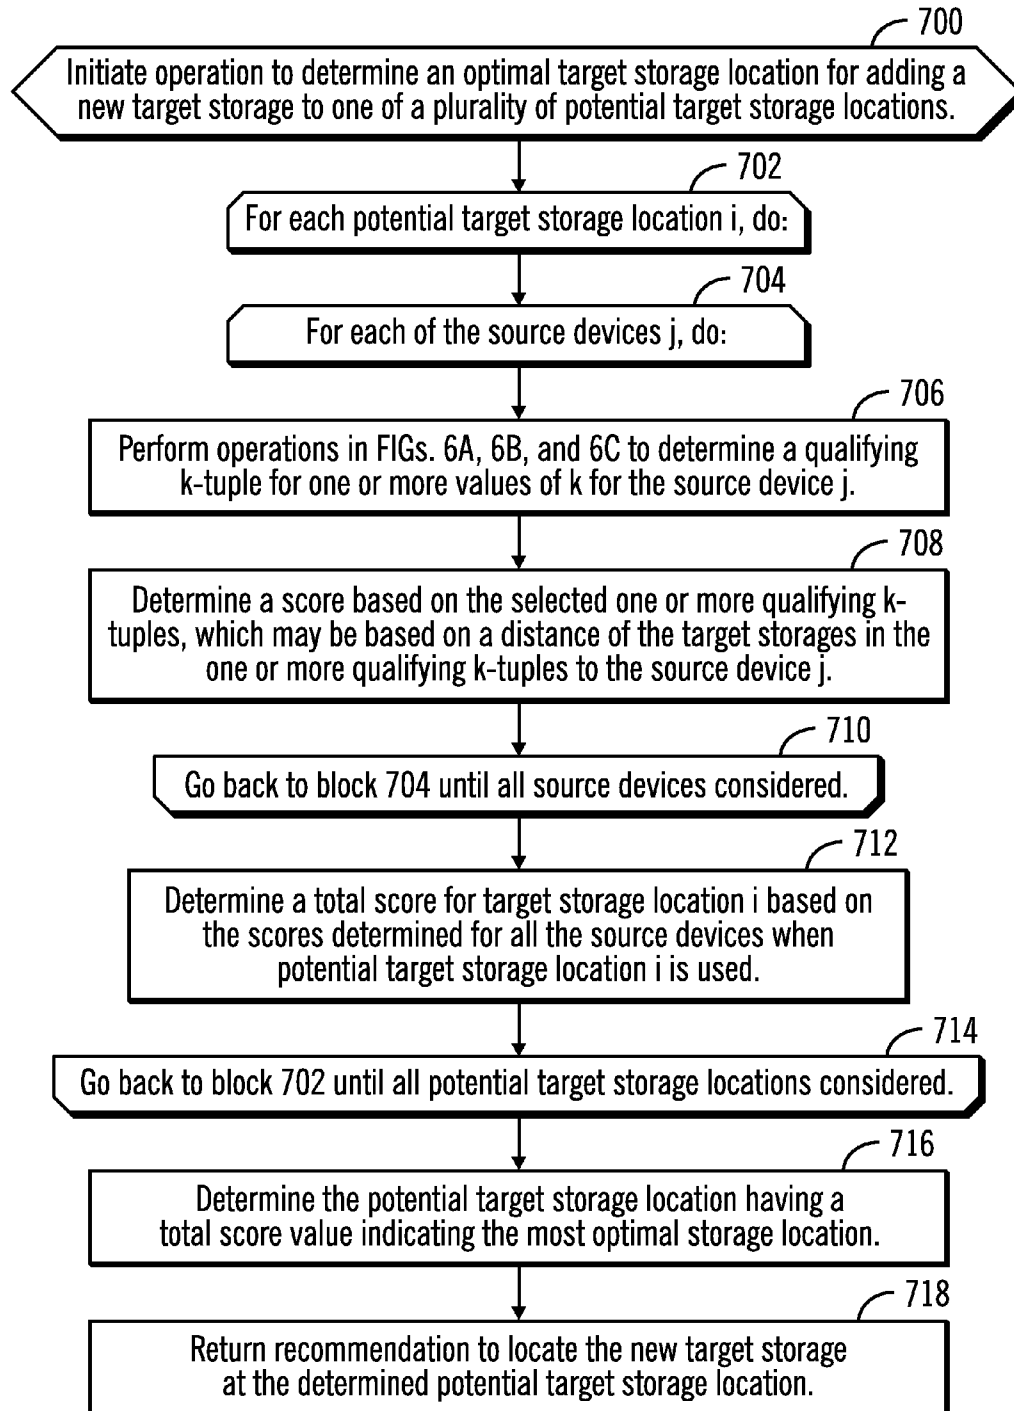 700
Initiate operation to determine an optimal target storage location for adding a
new target storage to one of a plurality of potential target storage locations.
702
For each potential target storage location i, do:
704
For each of the source devices j, do:
706
Perform operations in FIGs. 6A, 6B, and 6C to determine a qualifying
k-tuple for one or more values of k for the source device j.
708
Determine a score based on the selected one or more qualifying k-
tuples, which may be based on a distance of the target storages in the
one or more qualifying k-tuples to the source device j.
710
Go back to block 704 until all source devices considered.
712
Determine a total score for target storage location i based on
the scores determined for all the source devices when
potential target storage location i is used.
714
Go back to block 702 until all potential target storage locations considered.
716
Determine the potential target storage location having a
total score value indicating the most optimal storage location.
718
Return recommendation to locate the new target storage
at the determined potential target storage location.